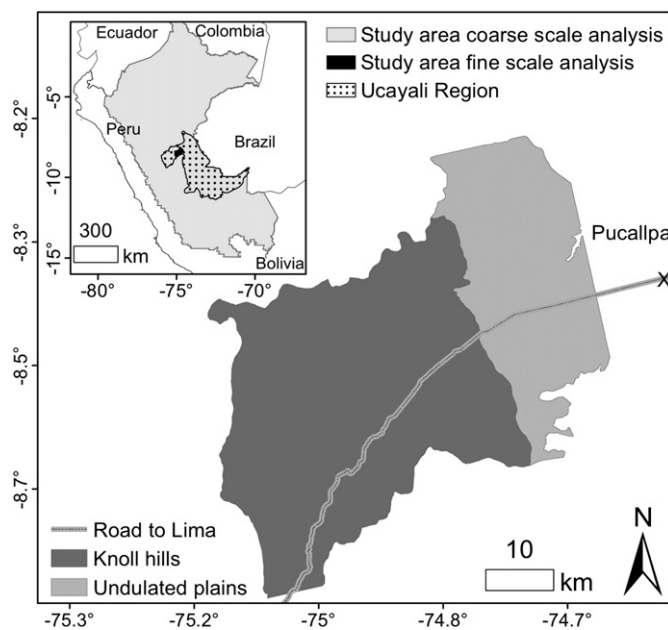 Ecuador
Colombia
Peru
Brazil
Bolivia
-5°
-10°
-15°
300
km
-80°
-75°
-70°
Study area coarse scale analysis
Study area fine scale analysis
Ucayali Region
-8.2°
-8.3°
-8.5°
-8.7°
Pucallpa
X
Road to Lima
Knoll hills
Undulated plains
10
km
N
-75.3°
-75.2°
-75°
-74.8°
-74.7°